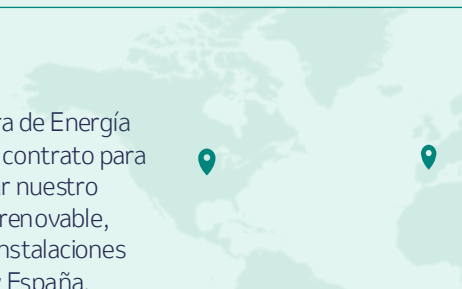 ra de Energía
contrato para
r nuestro
renovable,
nstalaciones
y España.